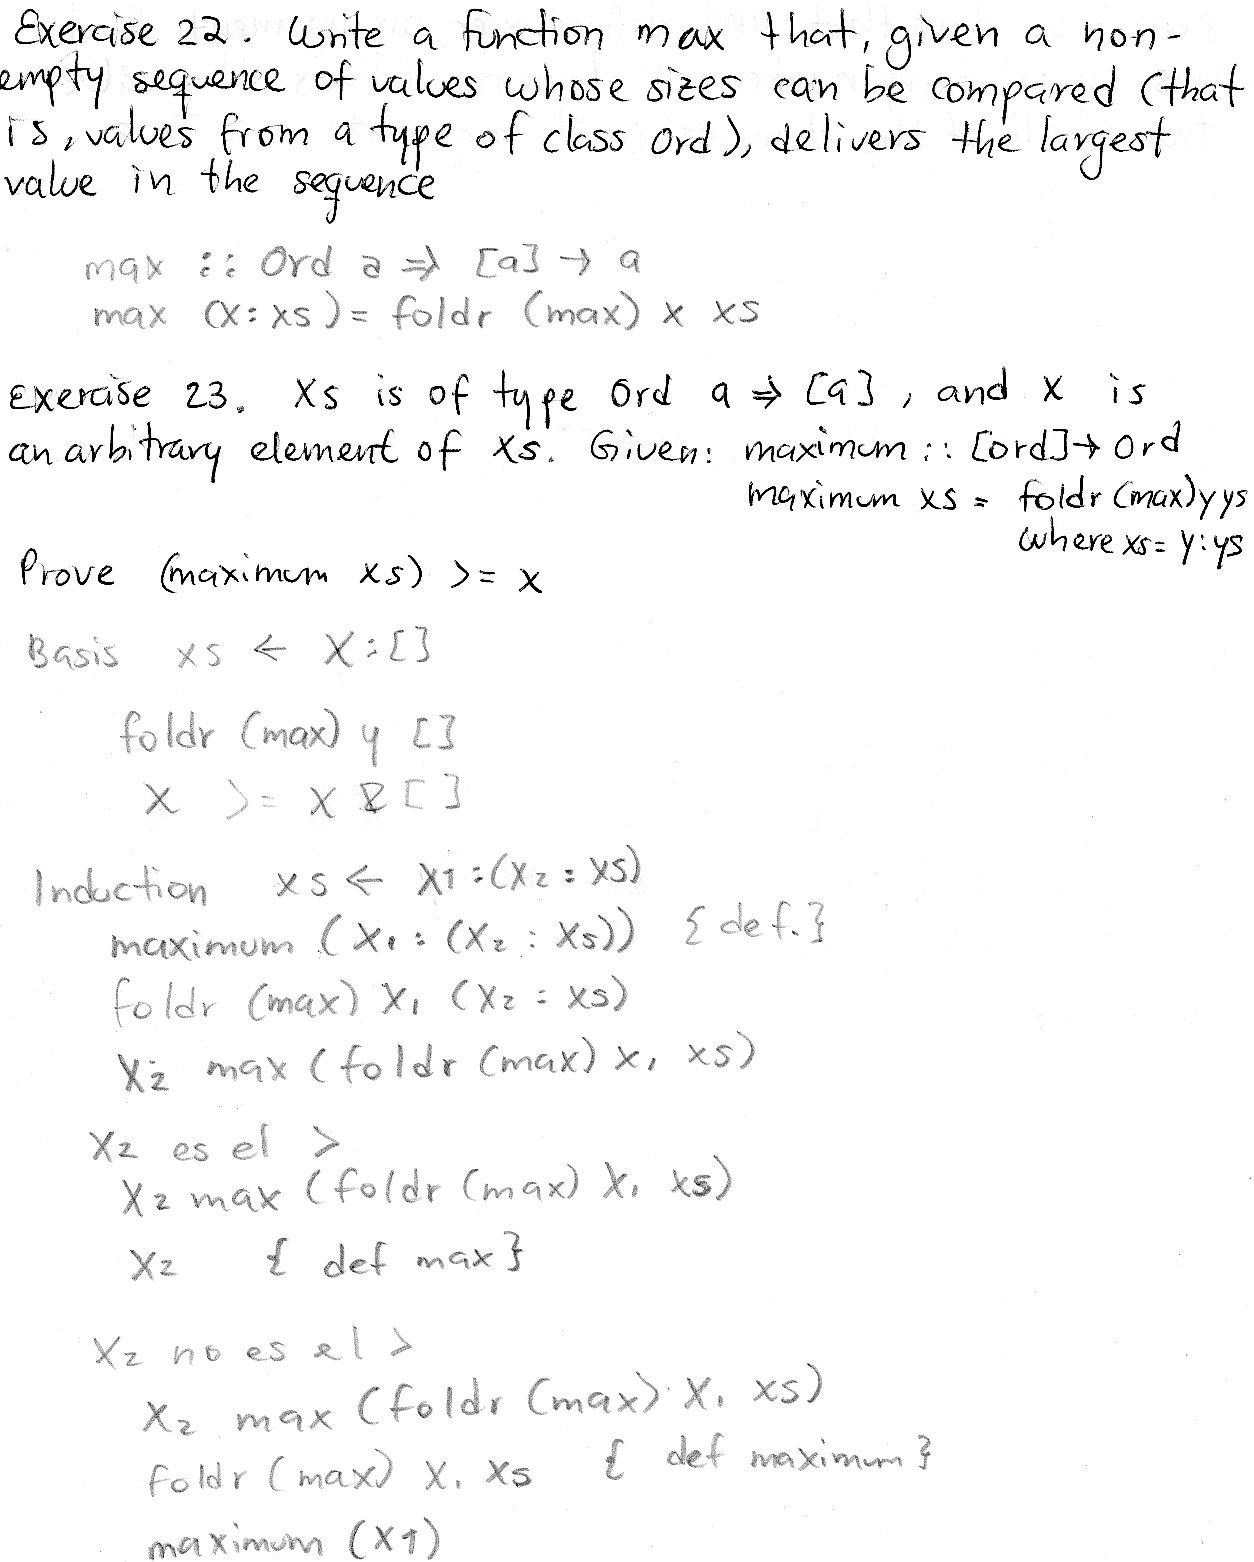 Exercise 22. Write a function max that, given a non-
empty sequence of values whose sizes can be compared (that
is, values from a type of class Ord), delivers the largest
value in the sequence
max :: Ord a ⇒ [a] → a
max (x:xs) = foldr (max) x xs
Exercise 23. Xs is of type Ord a ⇒ [a], and X is
an arbitrary element of Xs. Given: maximum :: [ord] → Ord
maximum xs = foldr (max) y ys
where xs = y:ys
Prove (maximum xs) >= x
Basis xs ← X:[]
foldr (max) y []
X >= X []
Induction xs ← X1:(X2:XS)
maximum (X1:(X2:Xs)) {def.}
foldr (max) X1 (X2:XS)
X2 max (foldr (max) x1 xs)
X2 es el >
X2 max (foldr (max) X1 xs)
X2 { def max}
X2 no es el >
X2 max (foldr (max) X1 xs)
foldr (max) X1 Xs { def maximum}
maximum (X1)